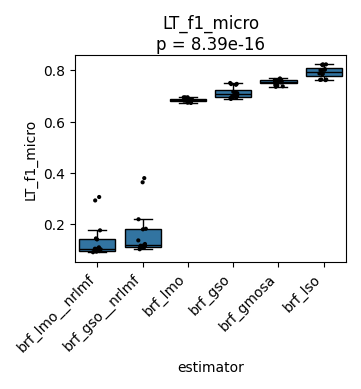 LT_f1_micro
p = 8.39e-16
LT_f1_micro
0.8
0.6
0.4
0.2
brf_lmo__nrlmf
brf_gso__nrlmf
brf_lmo
brf_gso
brf_gmosa
brf_lso
estimator